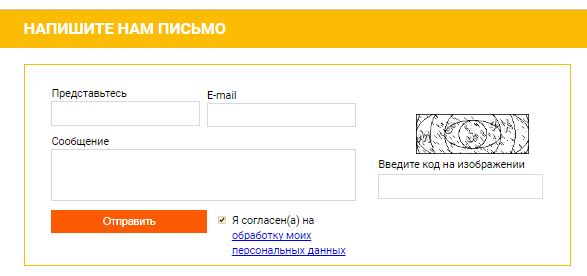 НАПИШИТЕ НАМ ПИСЬМО
Представьтесь
E-mail
Сообщение
Введите код на изображении
Отправить
Я согласен(а) на
обработку моих
персональных данных